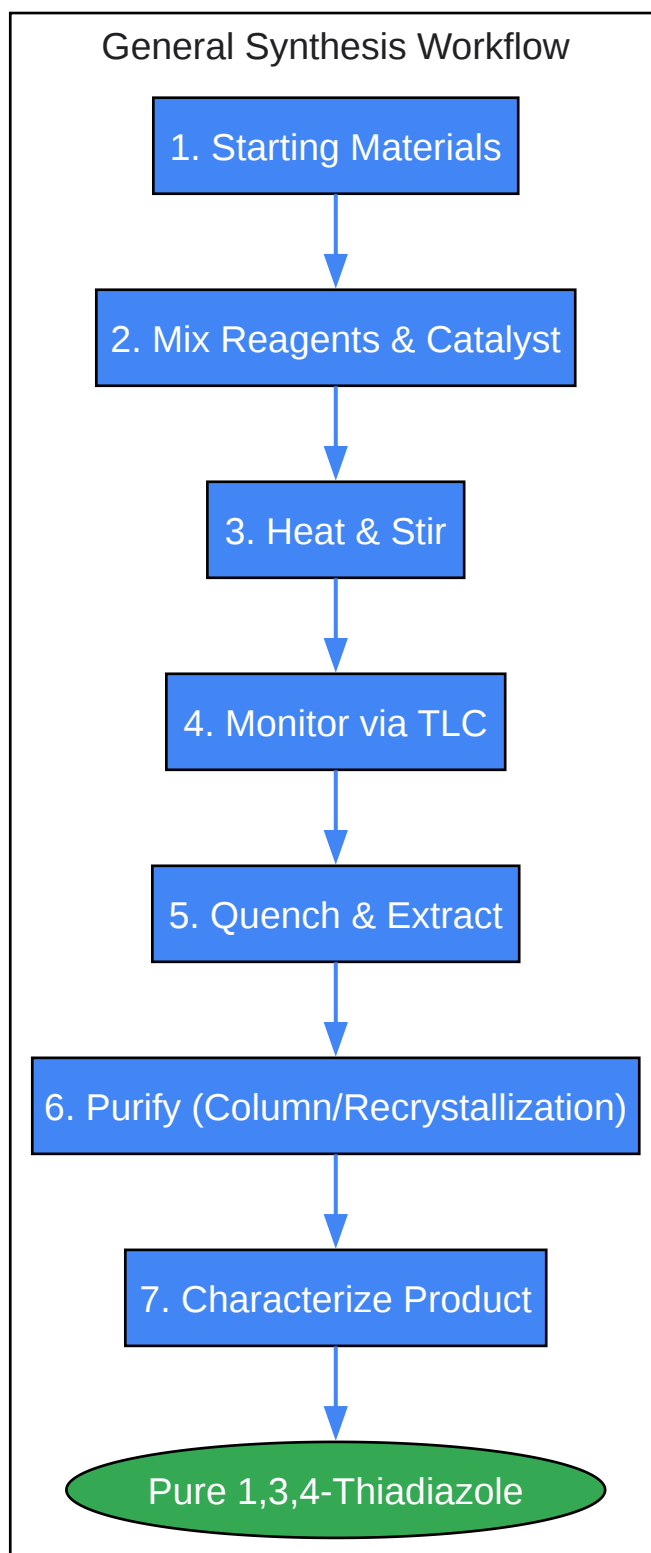 General Synthesis Workflow
1. Starting Materials
2. Mix Reagents & Catalyst
3. Heat & Stir
4. Monitor via TLC
5. Quench & Extract
6. Purify (Column/Recrystallization)
7. Characterize Product
Pure 1,3,4-Thiadiazole